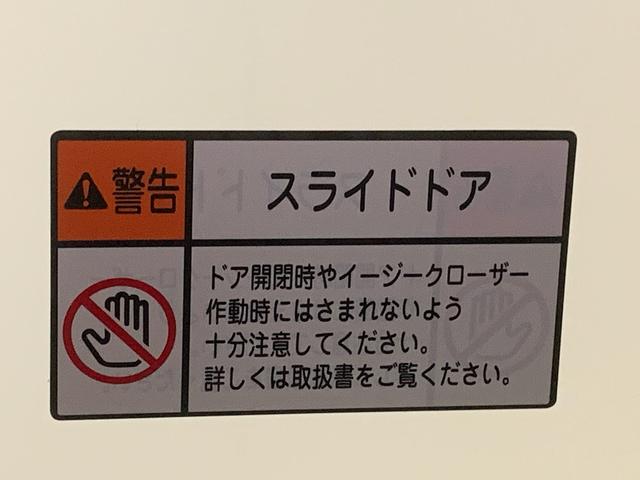 警告
スライドドア
ドア開閉時やイージークローザー
作動時にはさまれないよう
十分注意してください。
詳しくは取扱書をご覧ください。